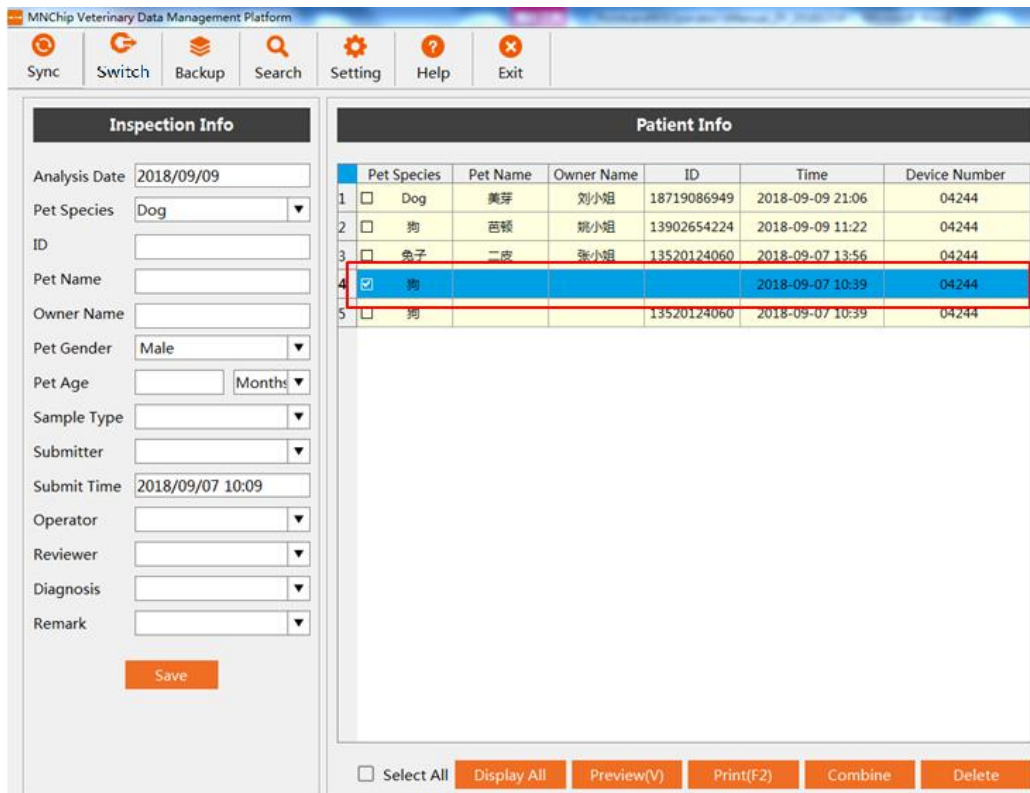 MNChip Veterinary Data Management Platform
Sync Switch Backup Search Setting Help Exit
Inspection Info
Analysis Date 2018/09/09
Pet Species Dog
ID
Pet Name
Owner Name
Pet Gender Male
Pet Age Months
Sample Type
Submitter
Submit Time 2018/09/07 10:09
Operator
Reviewer
Diagnosis
Remark
Save
Patient Info
Pet Species Pet Name Owner Name ID Time Device Number
1 Dog 美芽 刘小姐 18719086949 2018-09-09 21:06 04244
2 狗 芭顿 姚小姐 13902654224 2018-09-09 11:22 04244
3 兔子 二皮 张小姐 13520124060 2018-09-07 13:56 04244
4 狗 2018-09-07 10:39 04244
5 狗 13520124060 2018-09-07 10:39 04244
Select All Display All Preview(V) Print(F2) Combine Delete